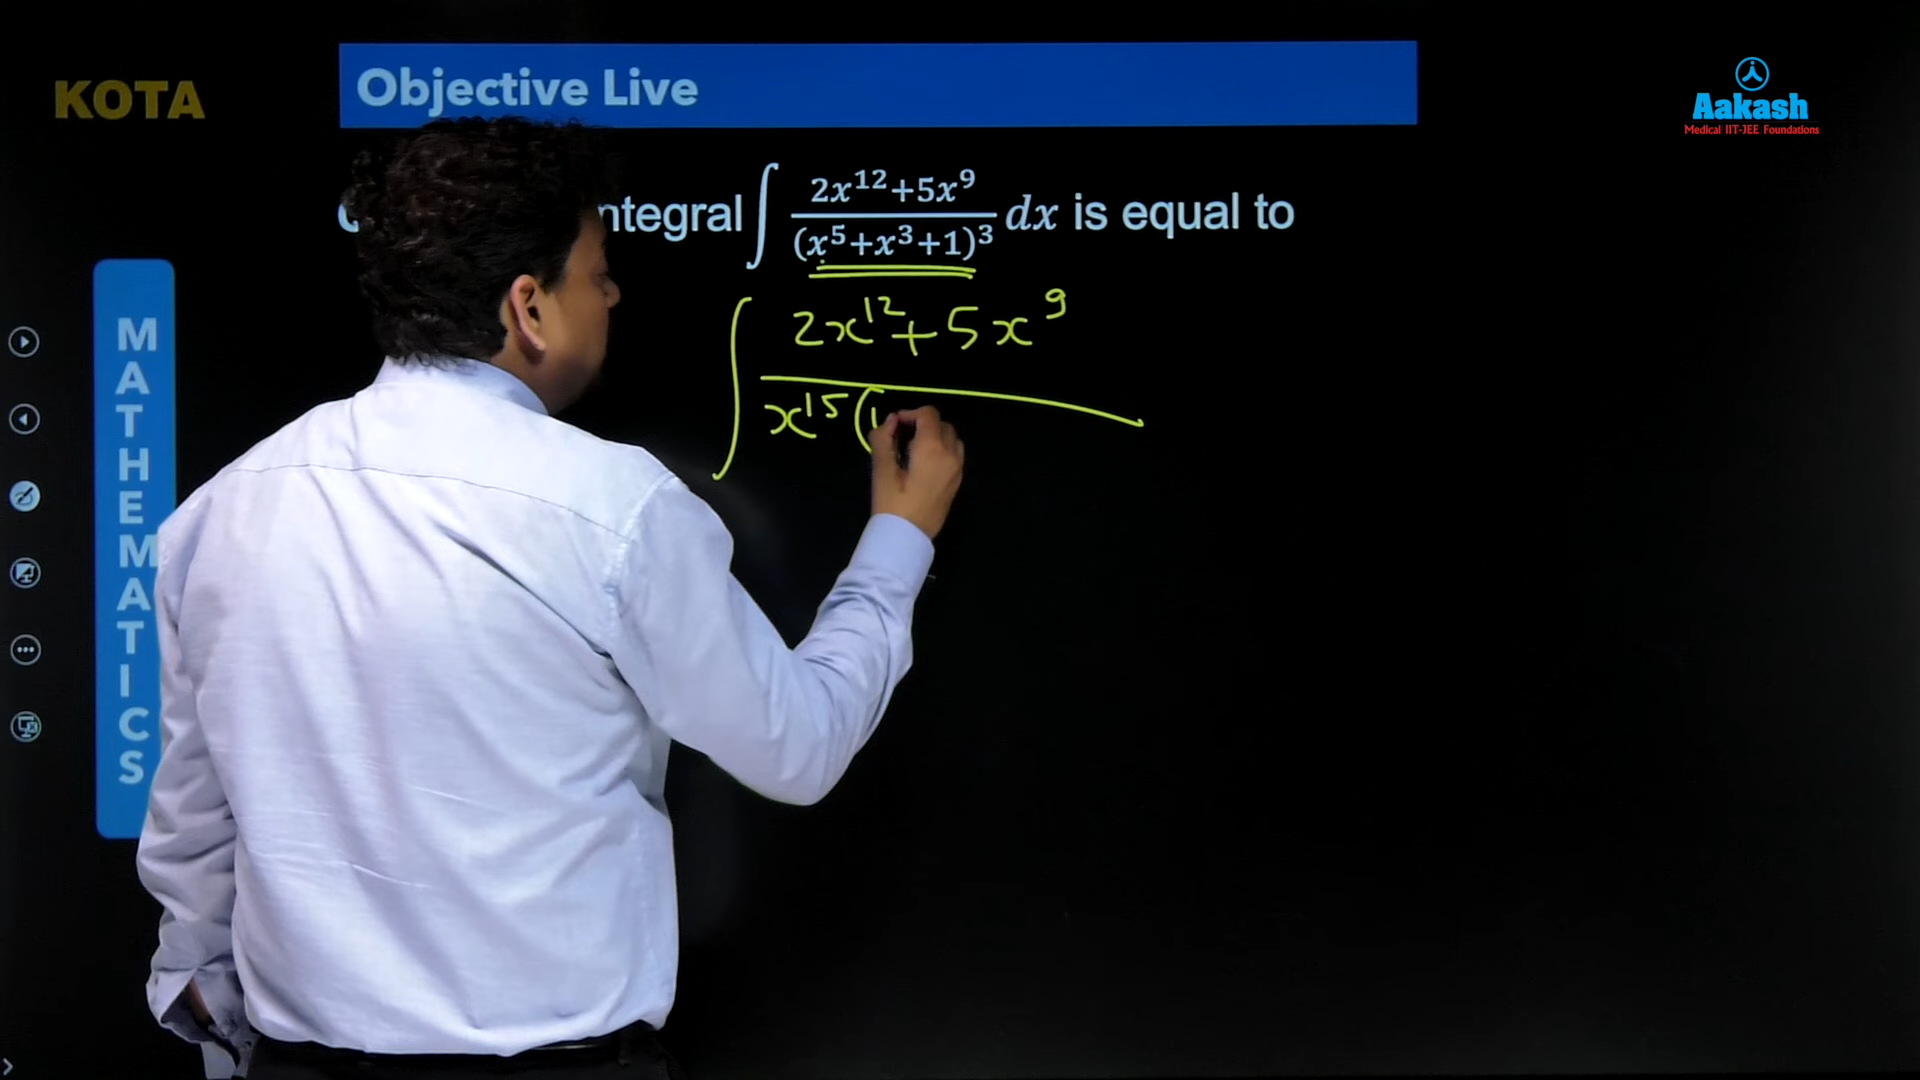 KOTA
Objective Live
Aakash
Medical IIT-JEE Foundations
ntegral ∫ (2x¹²+5x⁹)/(x⁵+x³+1)³ dx is equal to
∫ 2x¹² + 5x⁹
x¹⁵ (1
MATHEMATICS